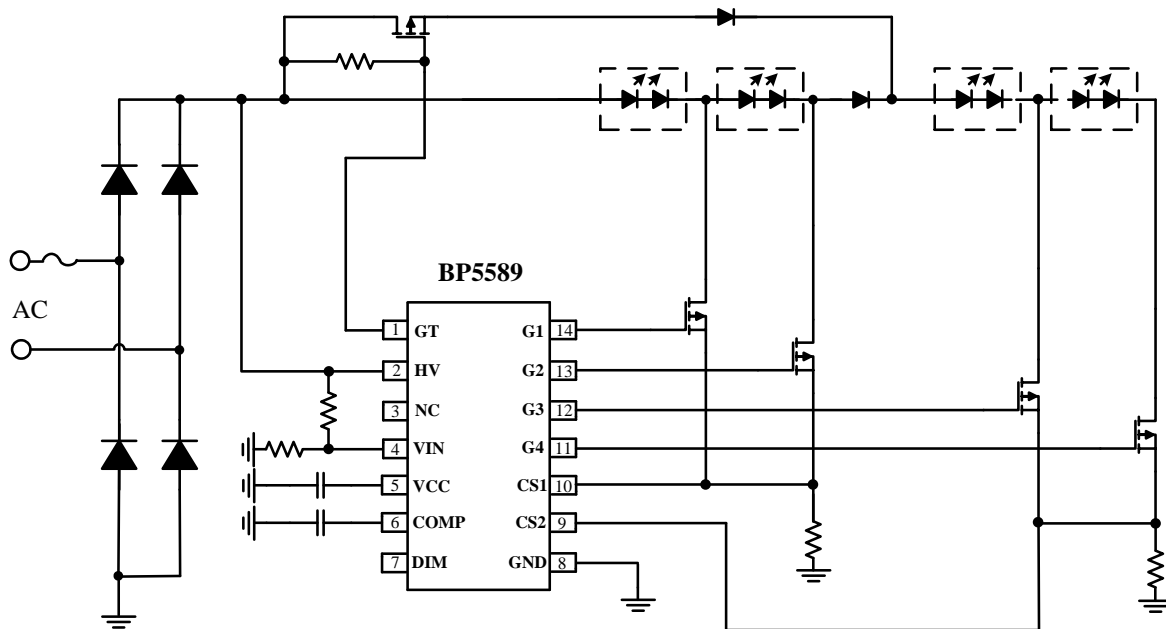 BP5589
AC
1 GT G1 14
2 HV G2 13
3 NC G3 12
4 VIN G4 11
5 VCC CS1 10
6 COMP CS2 9
7 DIM GND 8